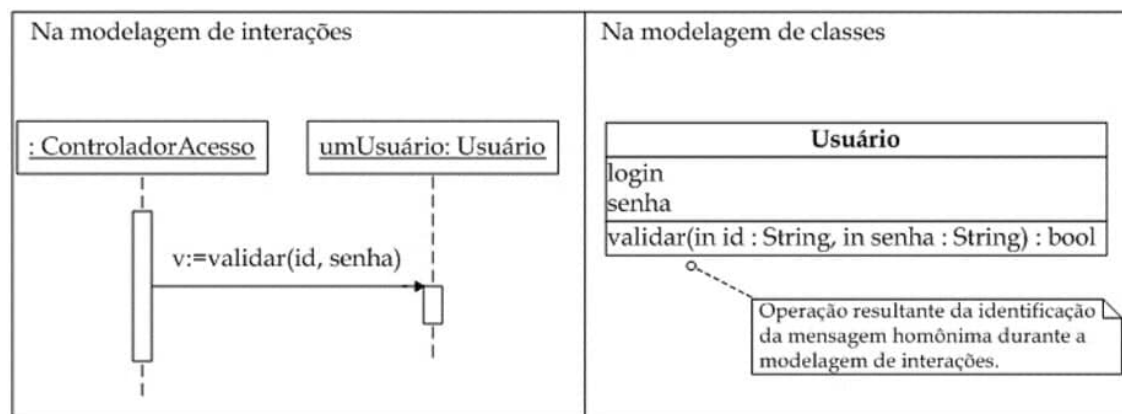 Na modelagem de interações
: ControladorAcesso
umUsuário: Usuário
v:=validar(id, senha)
Na modelagem de classes
Usuário
login
senha
validar(in id : String, in senha : String) : bool
Operação resultante da identificação
da mensagem homônima durante a
modelagem de interações.